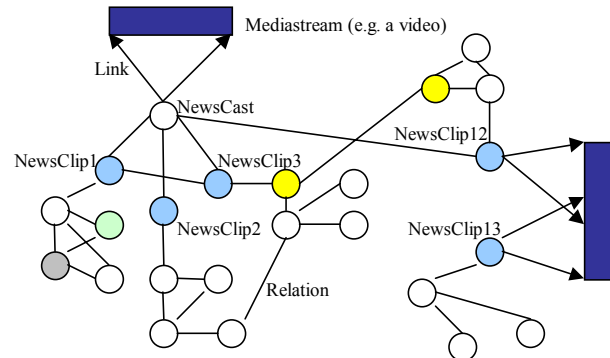 Mediastream (e.g. a video)
Link
NewsCast
NewsClip12
NewsClip1
NewsClip3
NewsClip2
NewsClip13
Relation